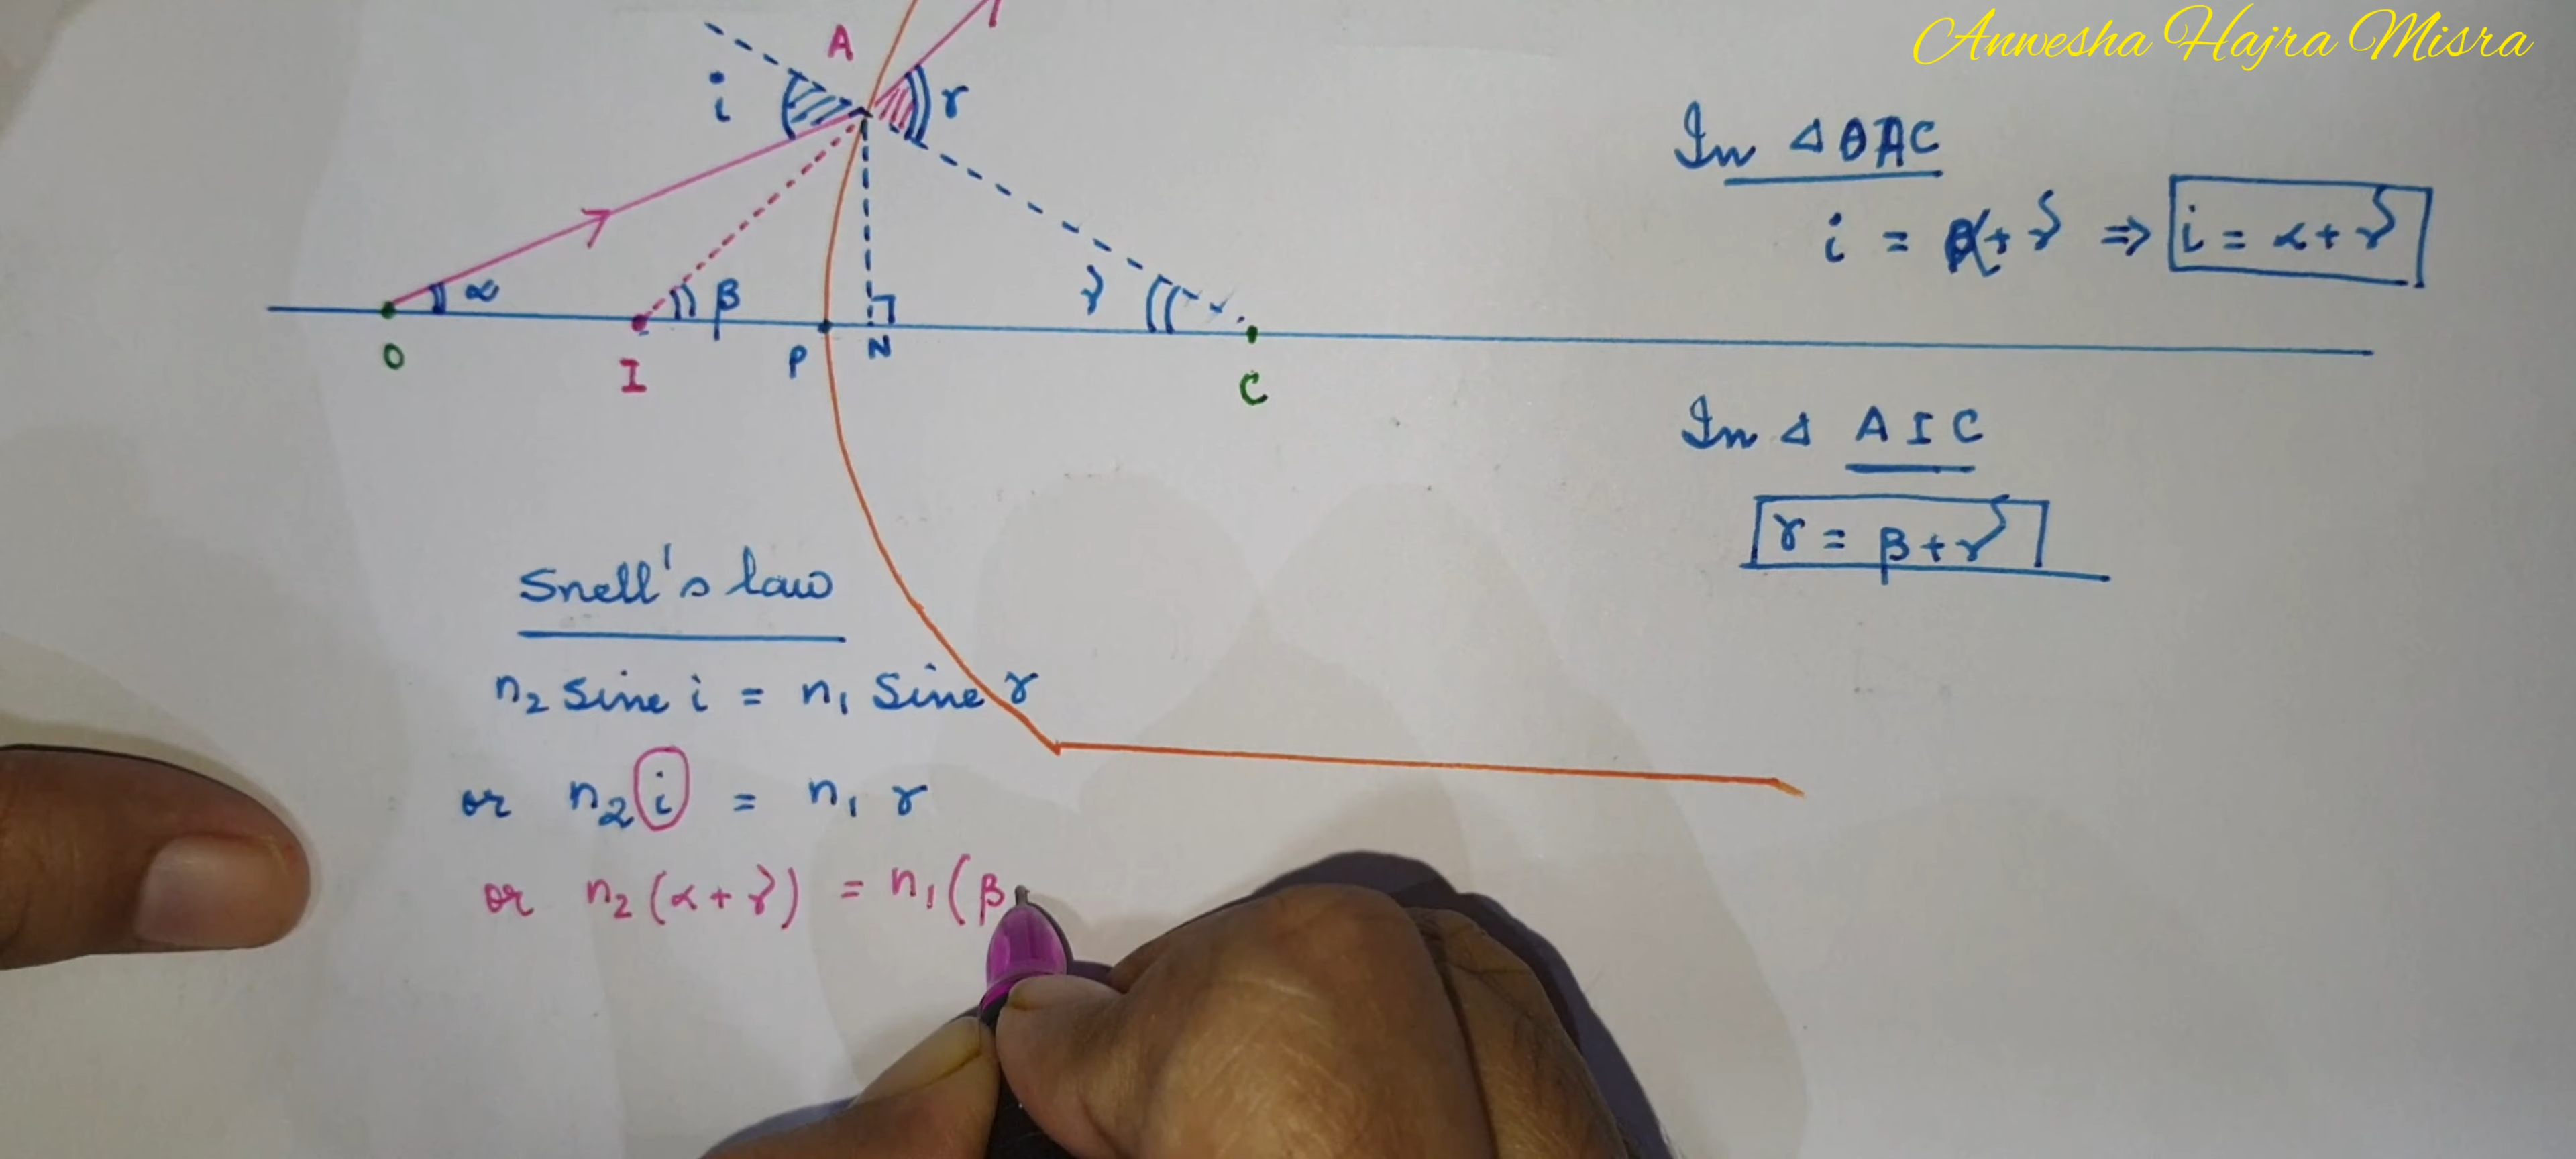 Anwesha Hajra Misra
A
i
r
In Δ OAC
i = α + γ ⇒ i = α + γ
α
β
γ
O
I
P
N
C
In Δ AIC
r = β + γ
Snell's law
n₂ Sine i = n₁ Sine r
or n₂ i = n₁ r
or n₂ (α + γ) = n₁ (β